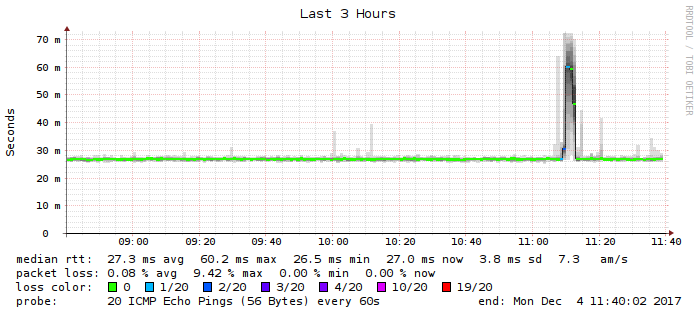 Last 3 Hours
RRDTOOL / TOBI OETIKER
Seconds
70 m
60 m
50 m
40 m
30 m
20 m
10 m
0
09:00 09:20 09:40 10:00 10:20 10:40 11:00 11:20 11:40
median rtt: 27.3 ms avg 60.2 ms max 26.5 ms min 27.0 ms now 3.8 ms sd 7.3 am/s
packet loss: 0.08 % avg 9.42 % max 0.00 % min 0.00 % now
loss color: 0 1/20 2/20 3/20 4/20 10/20 19/20
probe: 20 ICMP Echo Pings (56 Bytes) every 60s end: Mon Dec 4 11:40:02 2017